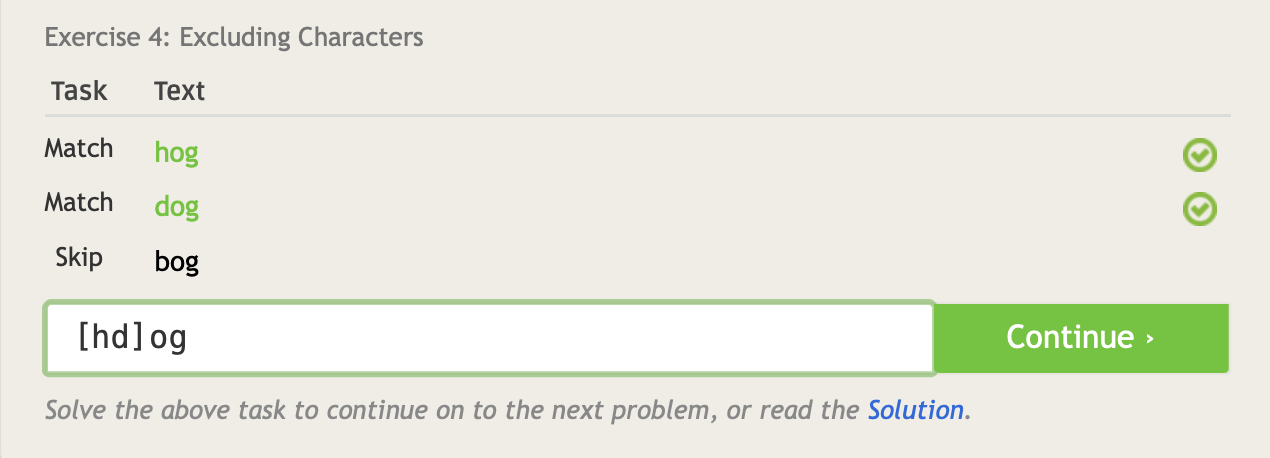 Exercise 4: Excluding Characters
Task Text
Match hog
Match dog
Skip bog
[hd]og Continue ›
Solve the above task to continue on to the next problem, or read the Solution.